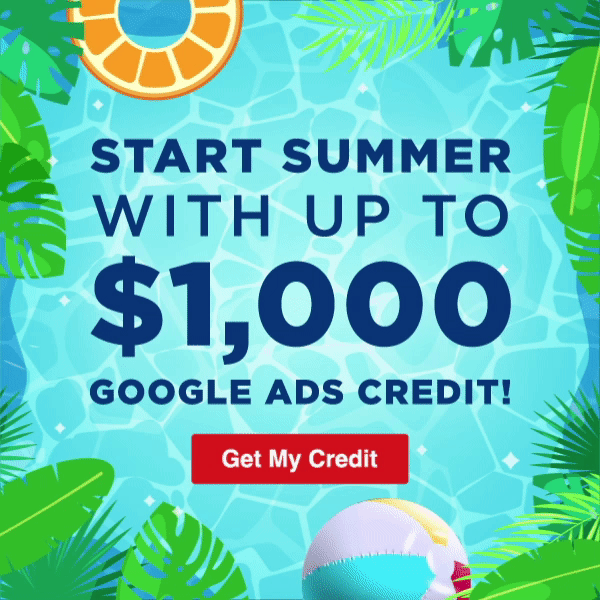 START SUMMER
WITH UP TO
$1,000
GOOGLE ADS CREDIT!
Get My Credit